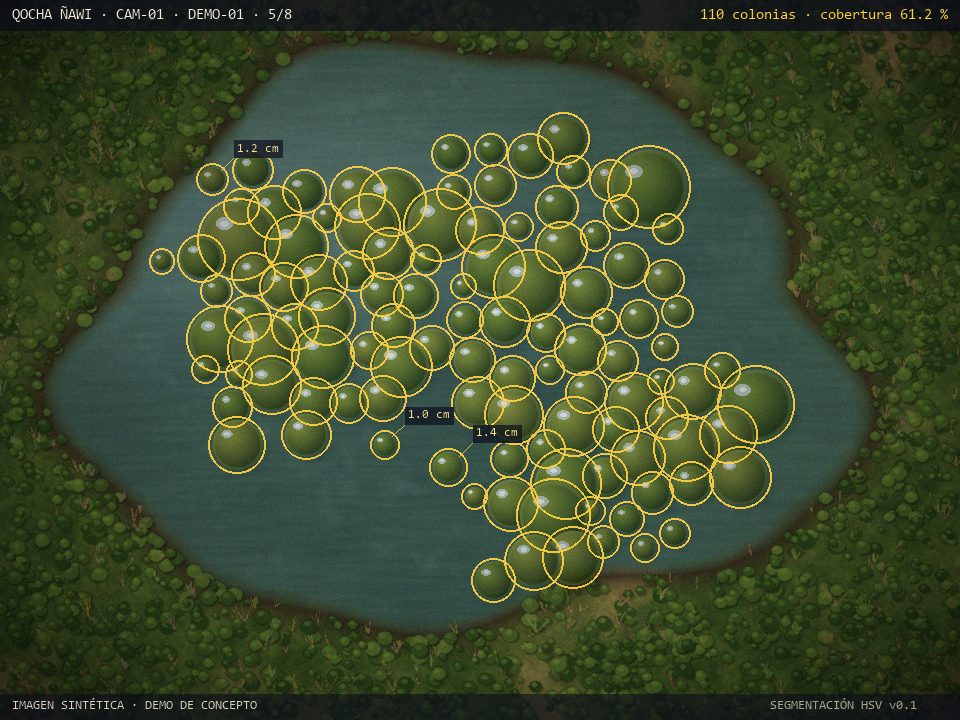 QOCHA ÑAWI · CAM-01 · DEMO-01 · 5/8
110 colonias · cobertura 61.2 %
1.2 cm
1.0 cm
1.4 cm
IMAGEN SINTÉTICA · DEMO DE CONCEPTO
SEGMENTACIÓN HSV v0.1